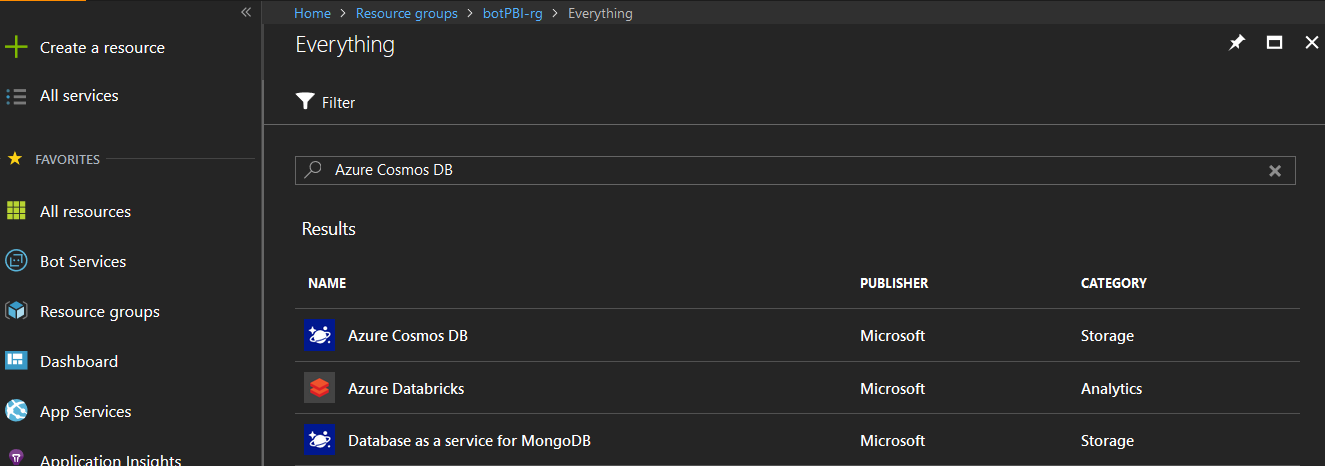 Create a resource
All services
FAVORITES
All resources
Bot Services
Resource groups
Dashboard
App Services
Application Insights
Home > Resource groups > botPBI-rg > Everything
Everything
Filter
Azure Cosmos DB
Results
NAME PUBLISHER CATEGORY
Azure Cosmos DB Microsoft Storage
Azure Databricks Microsoft Analytics
Database as a service for MongoDB Microsoft Storage